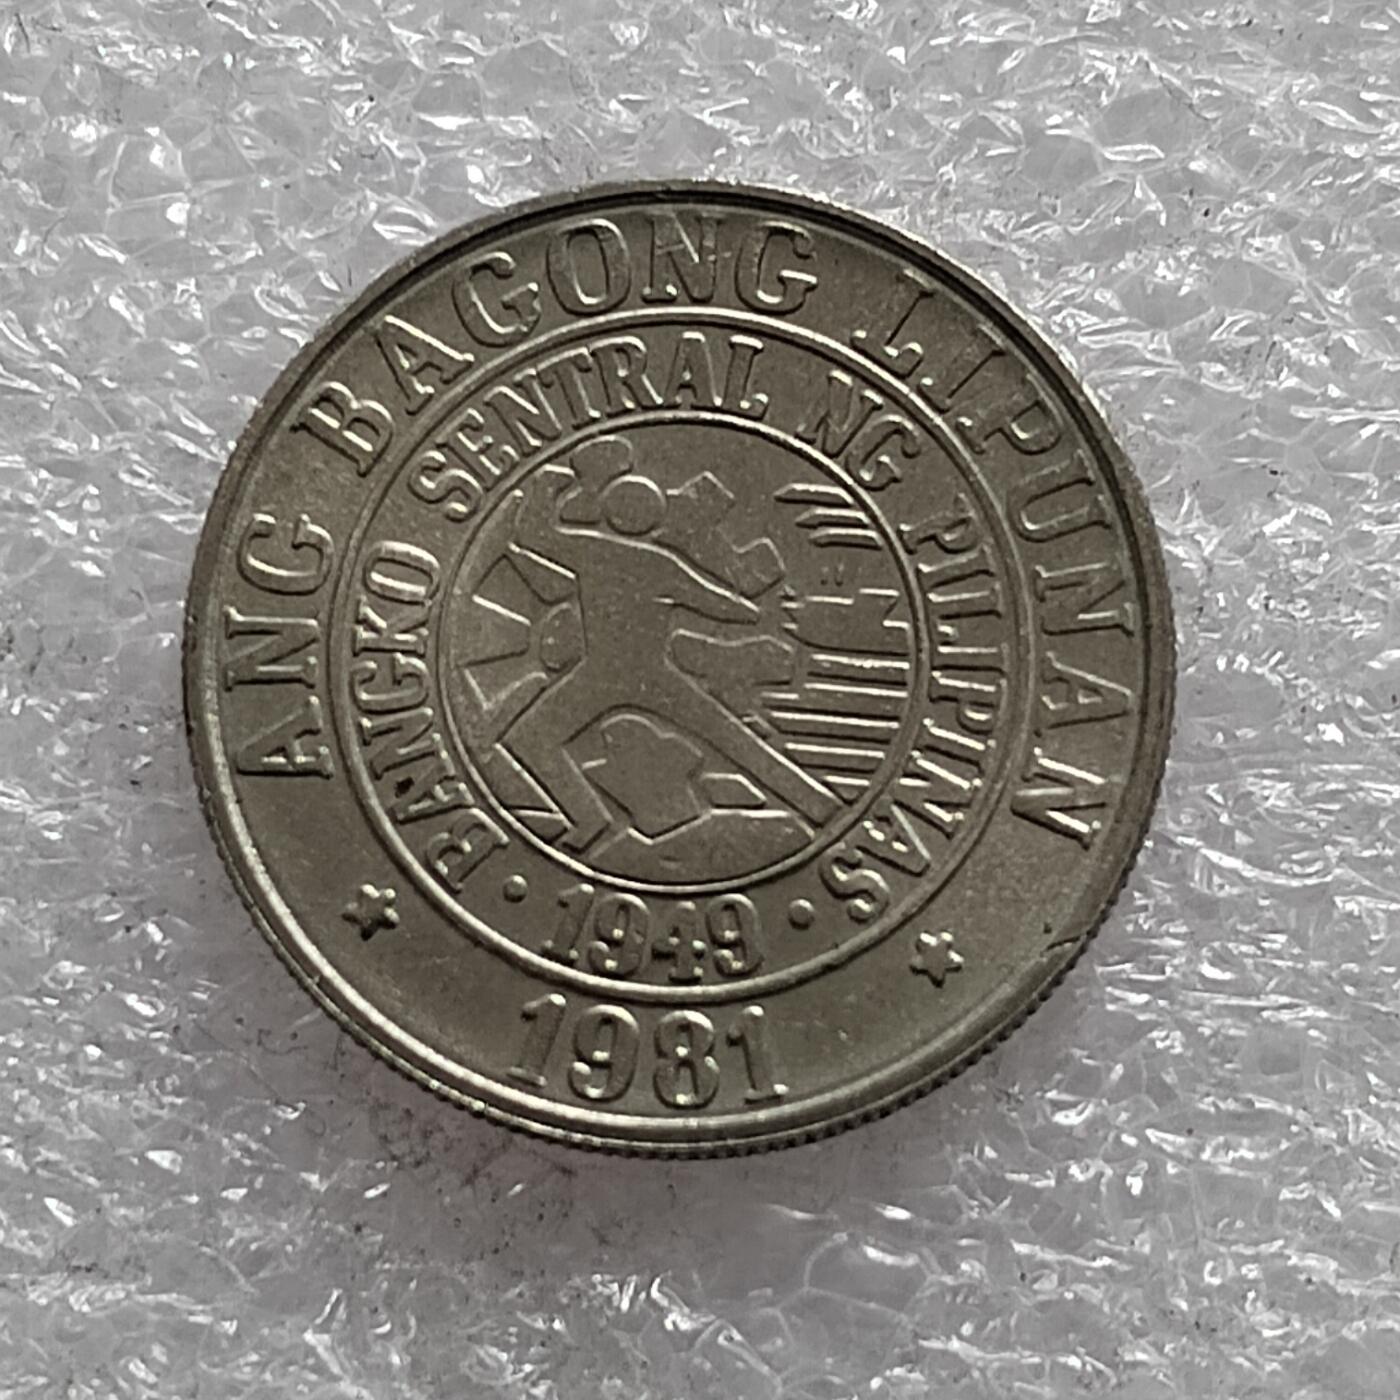 ANG BAGONG LIPUNAN
BANGKO SENTRAL NG PILIPINAS
· 1949 ·
1981